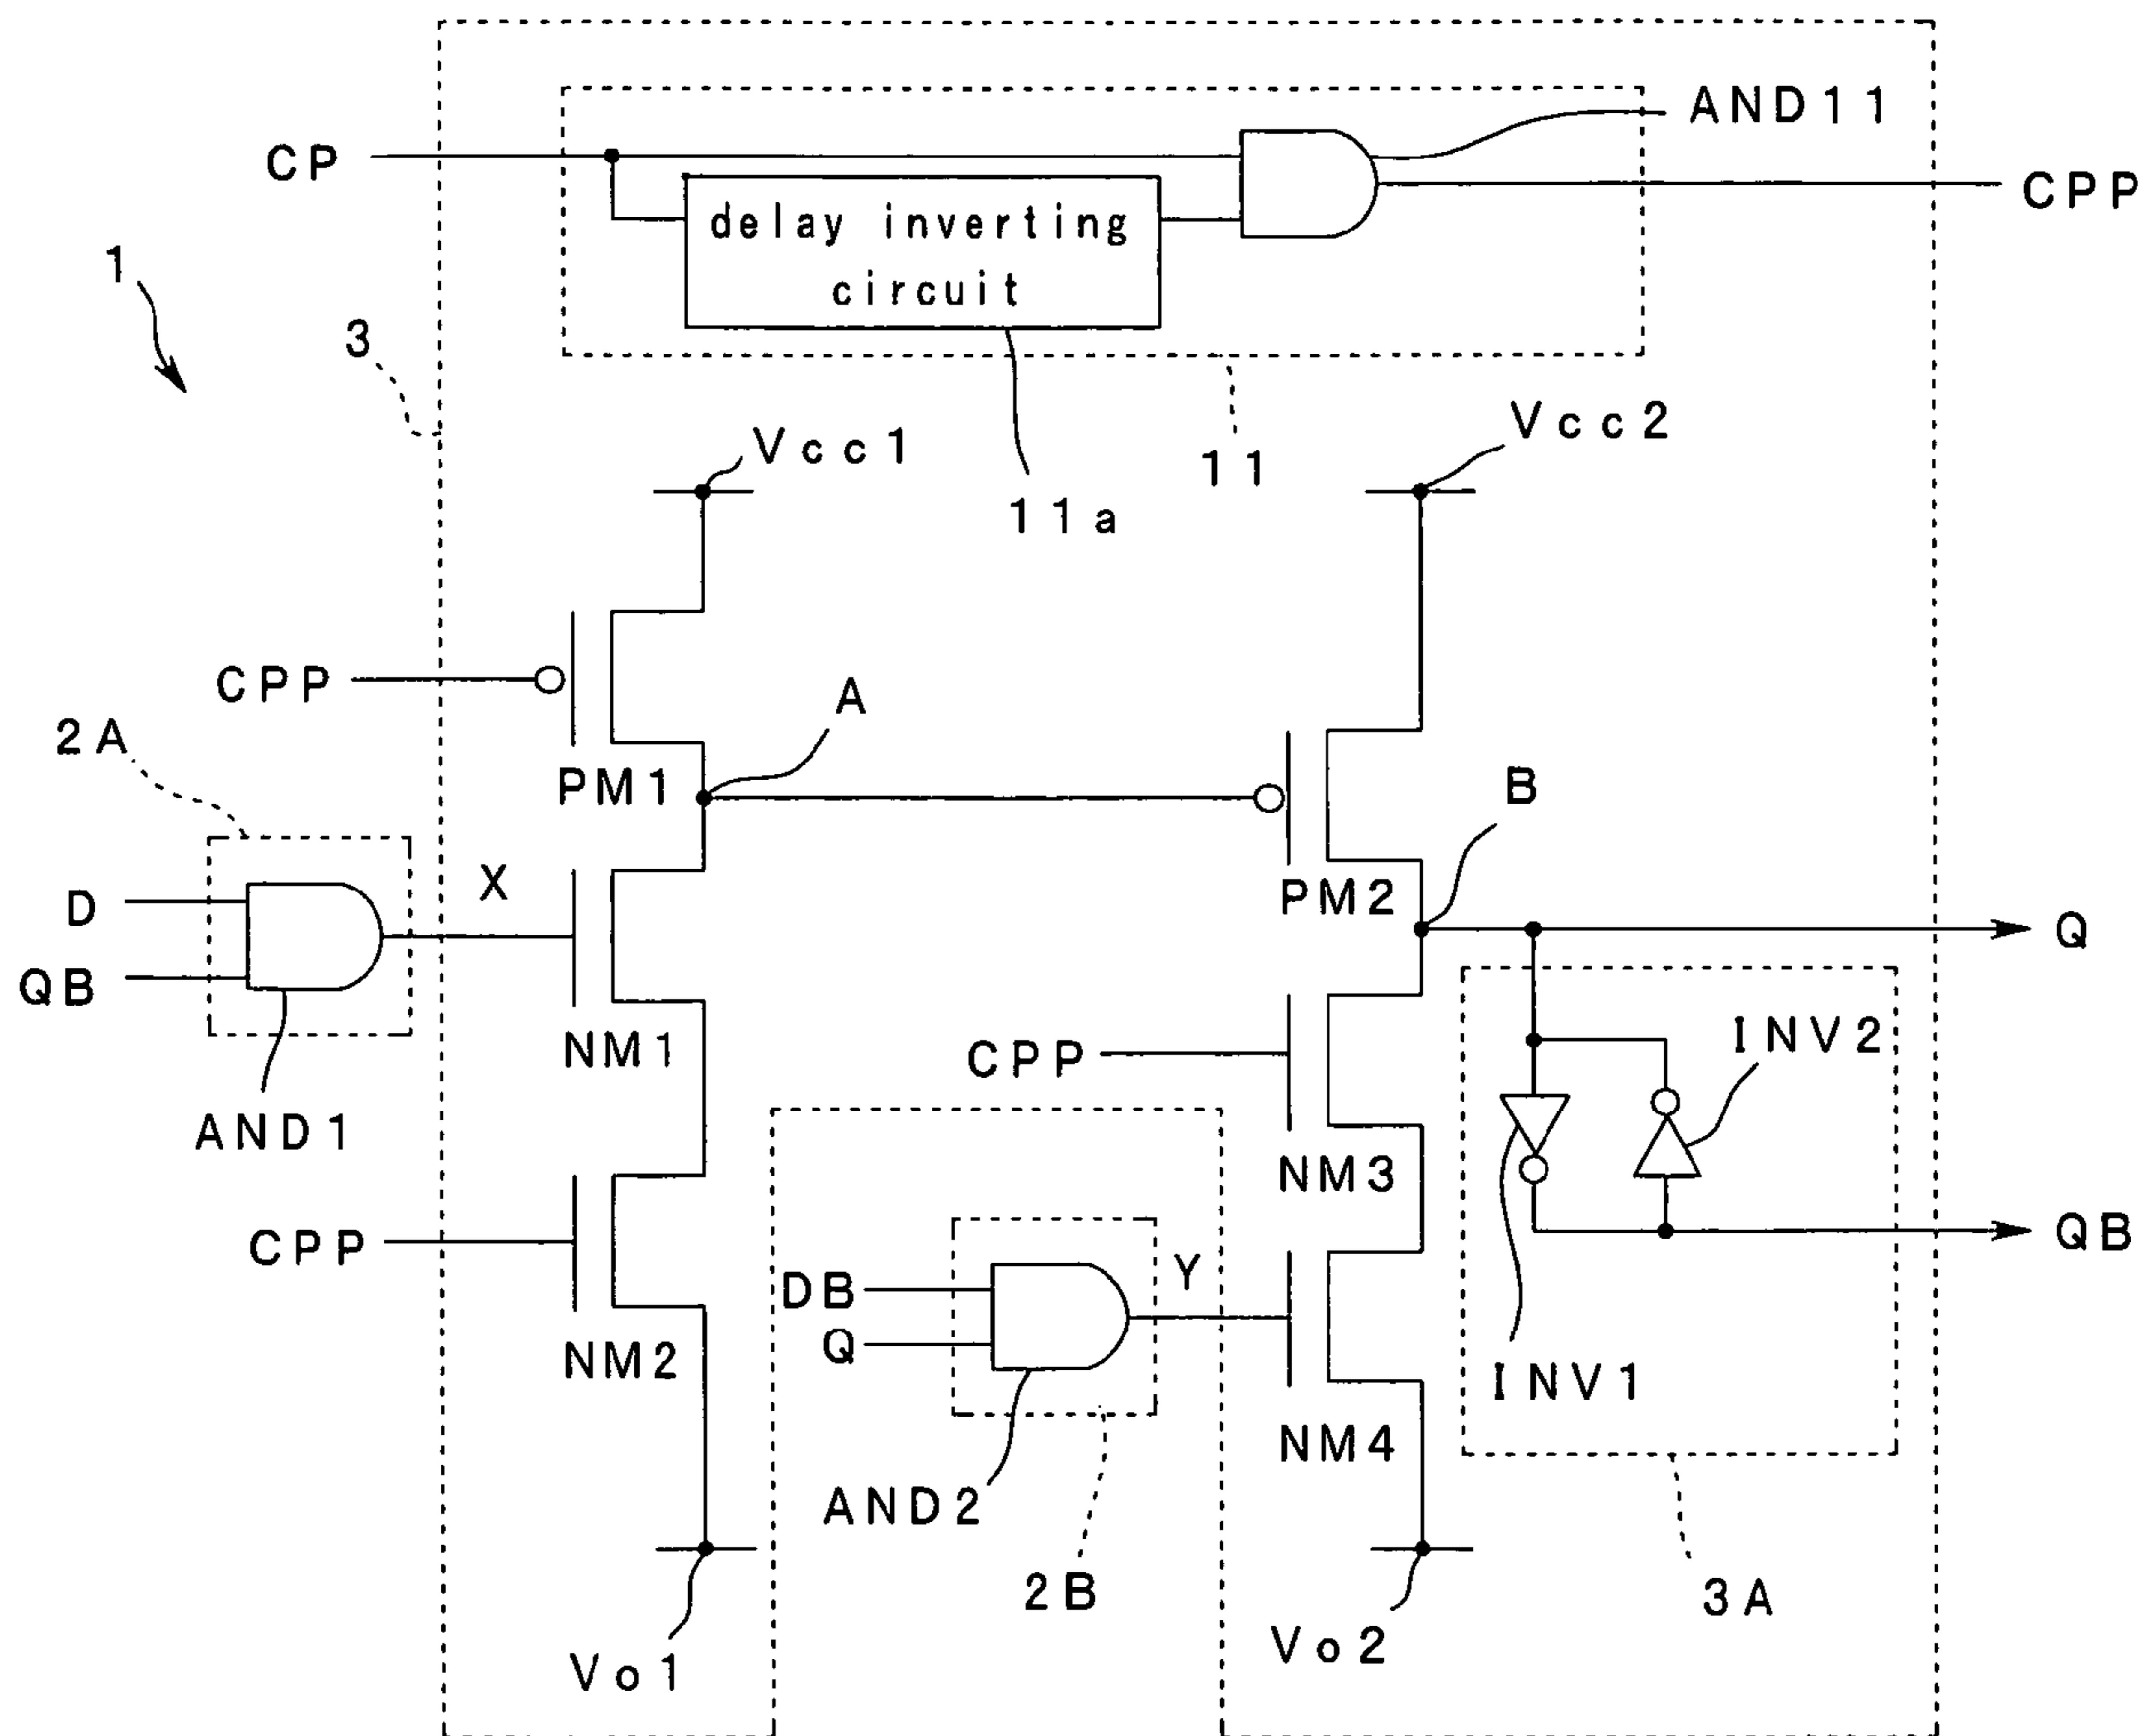 AND11
CP
CPP
delay inverting
circuit
1
3
Vcc1
Vcc2
11
11a
CPP
A
2A
PM1
B
X
PM2
D
Q
QB
NM1
CPP
INV2
AND1
NM3
CPP
DB
Y
QB
Q
NM2
INV1
NM4
AND2
2B
3A
Vo1
Vo2